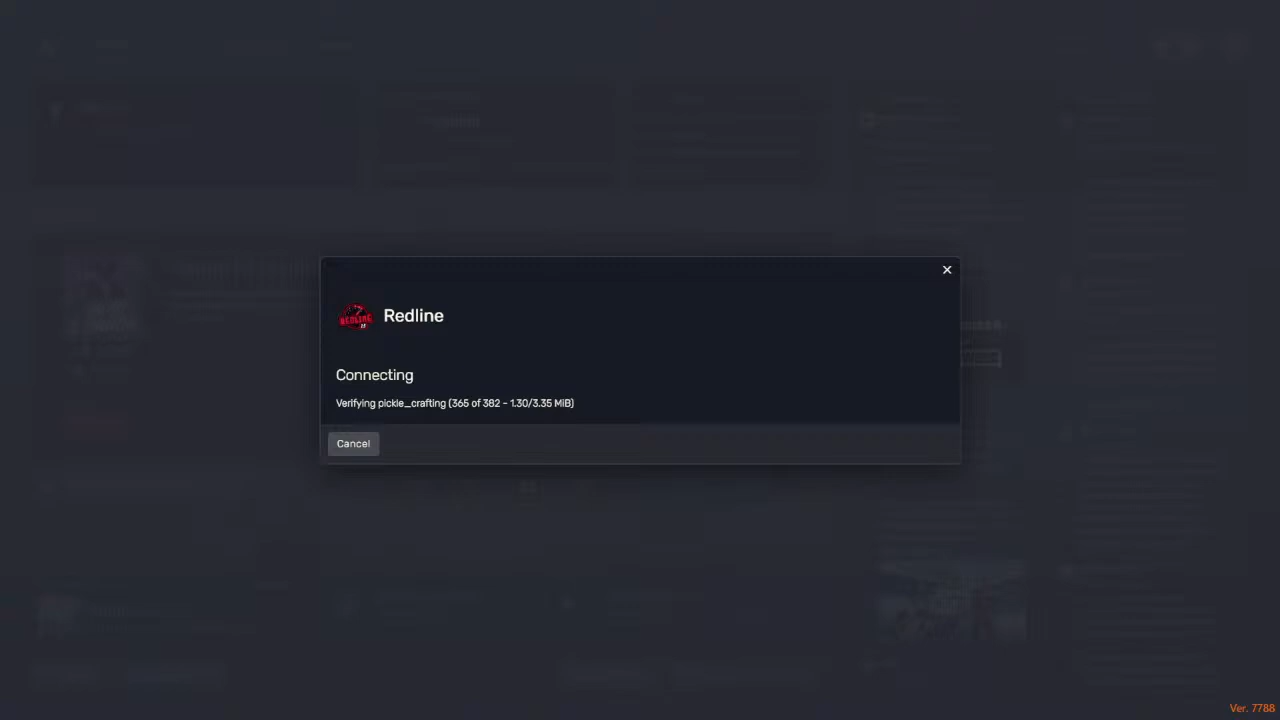 Redline
Connecting
Verifying pickle_crafting (365 of 382 - 1.30/3.35 MiB)
Cancel
Ver. 7788